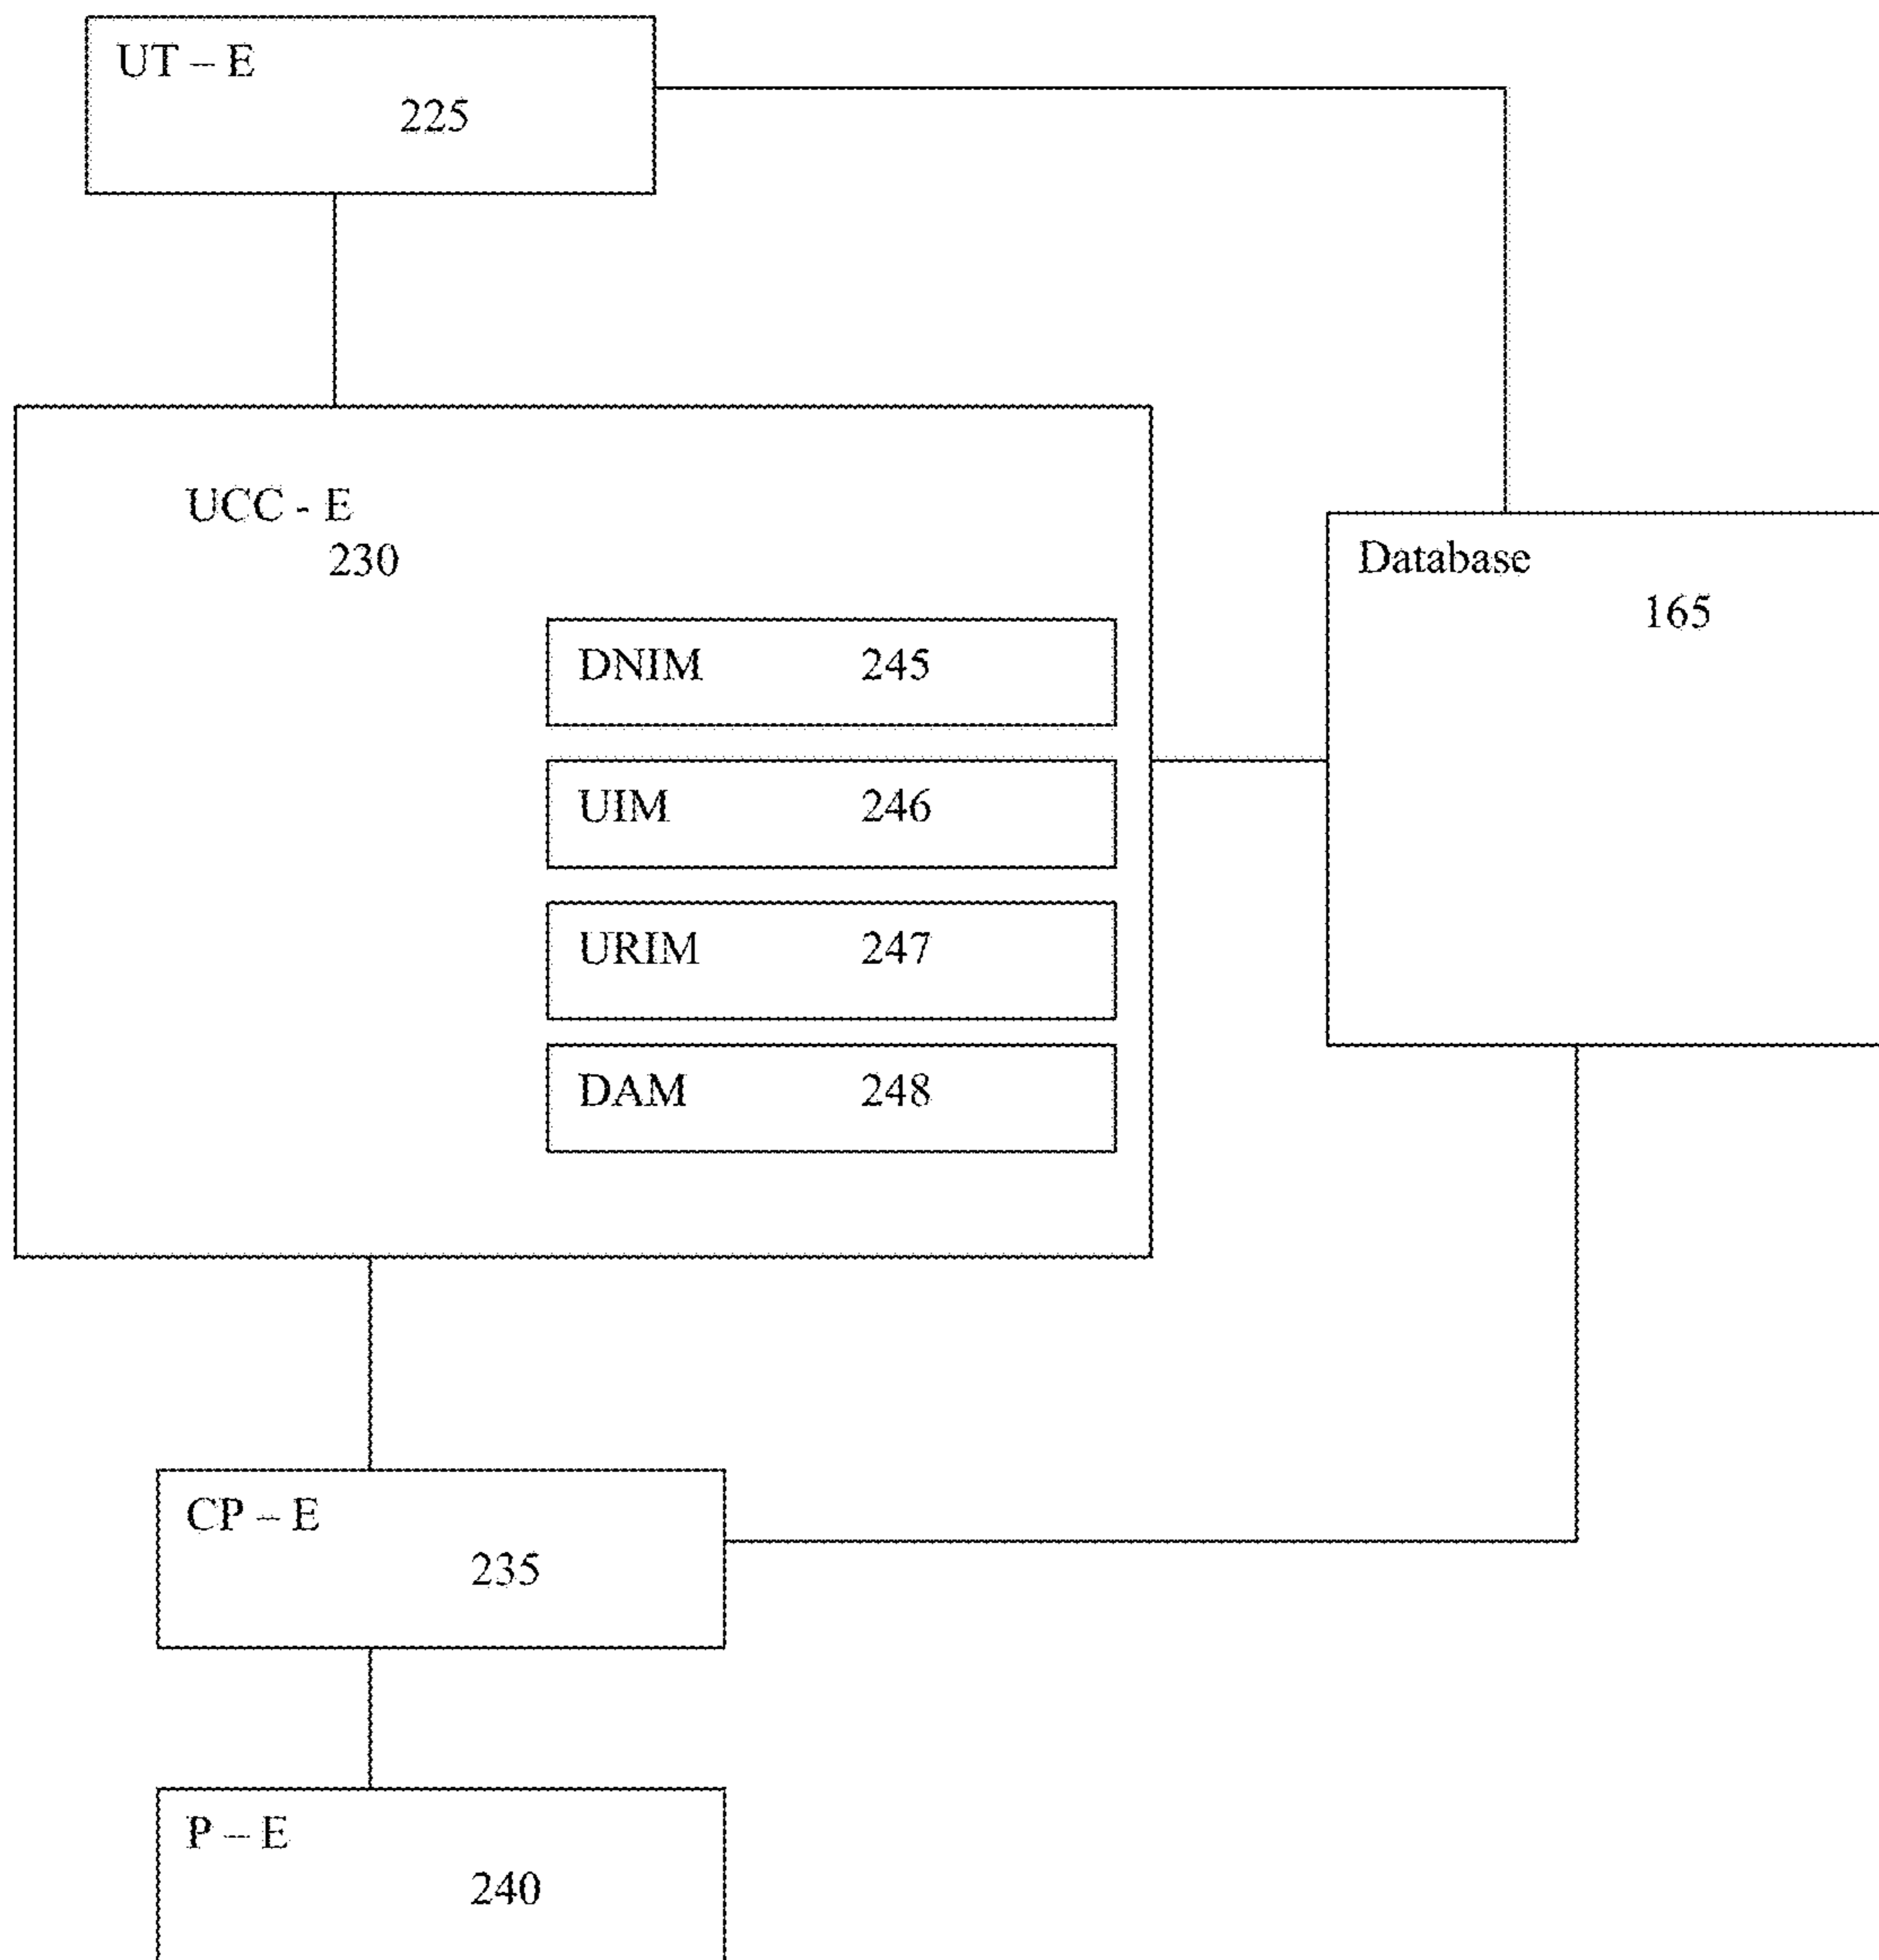 UT – E
225
UCC - E
230
Database
165
DNIM 245
UIM 246
URIM 247
DAM 248
CP – E
235
P – E
240